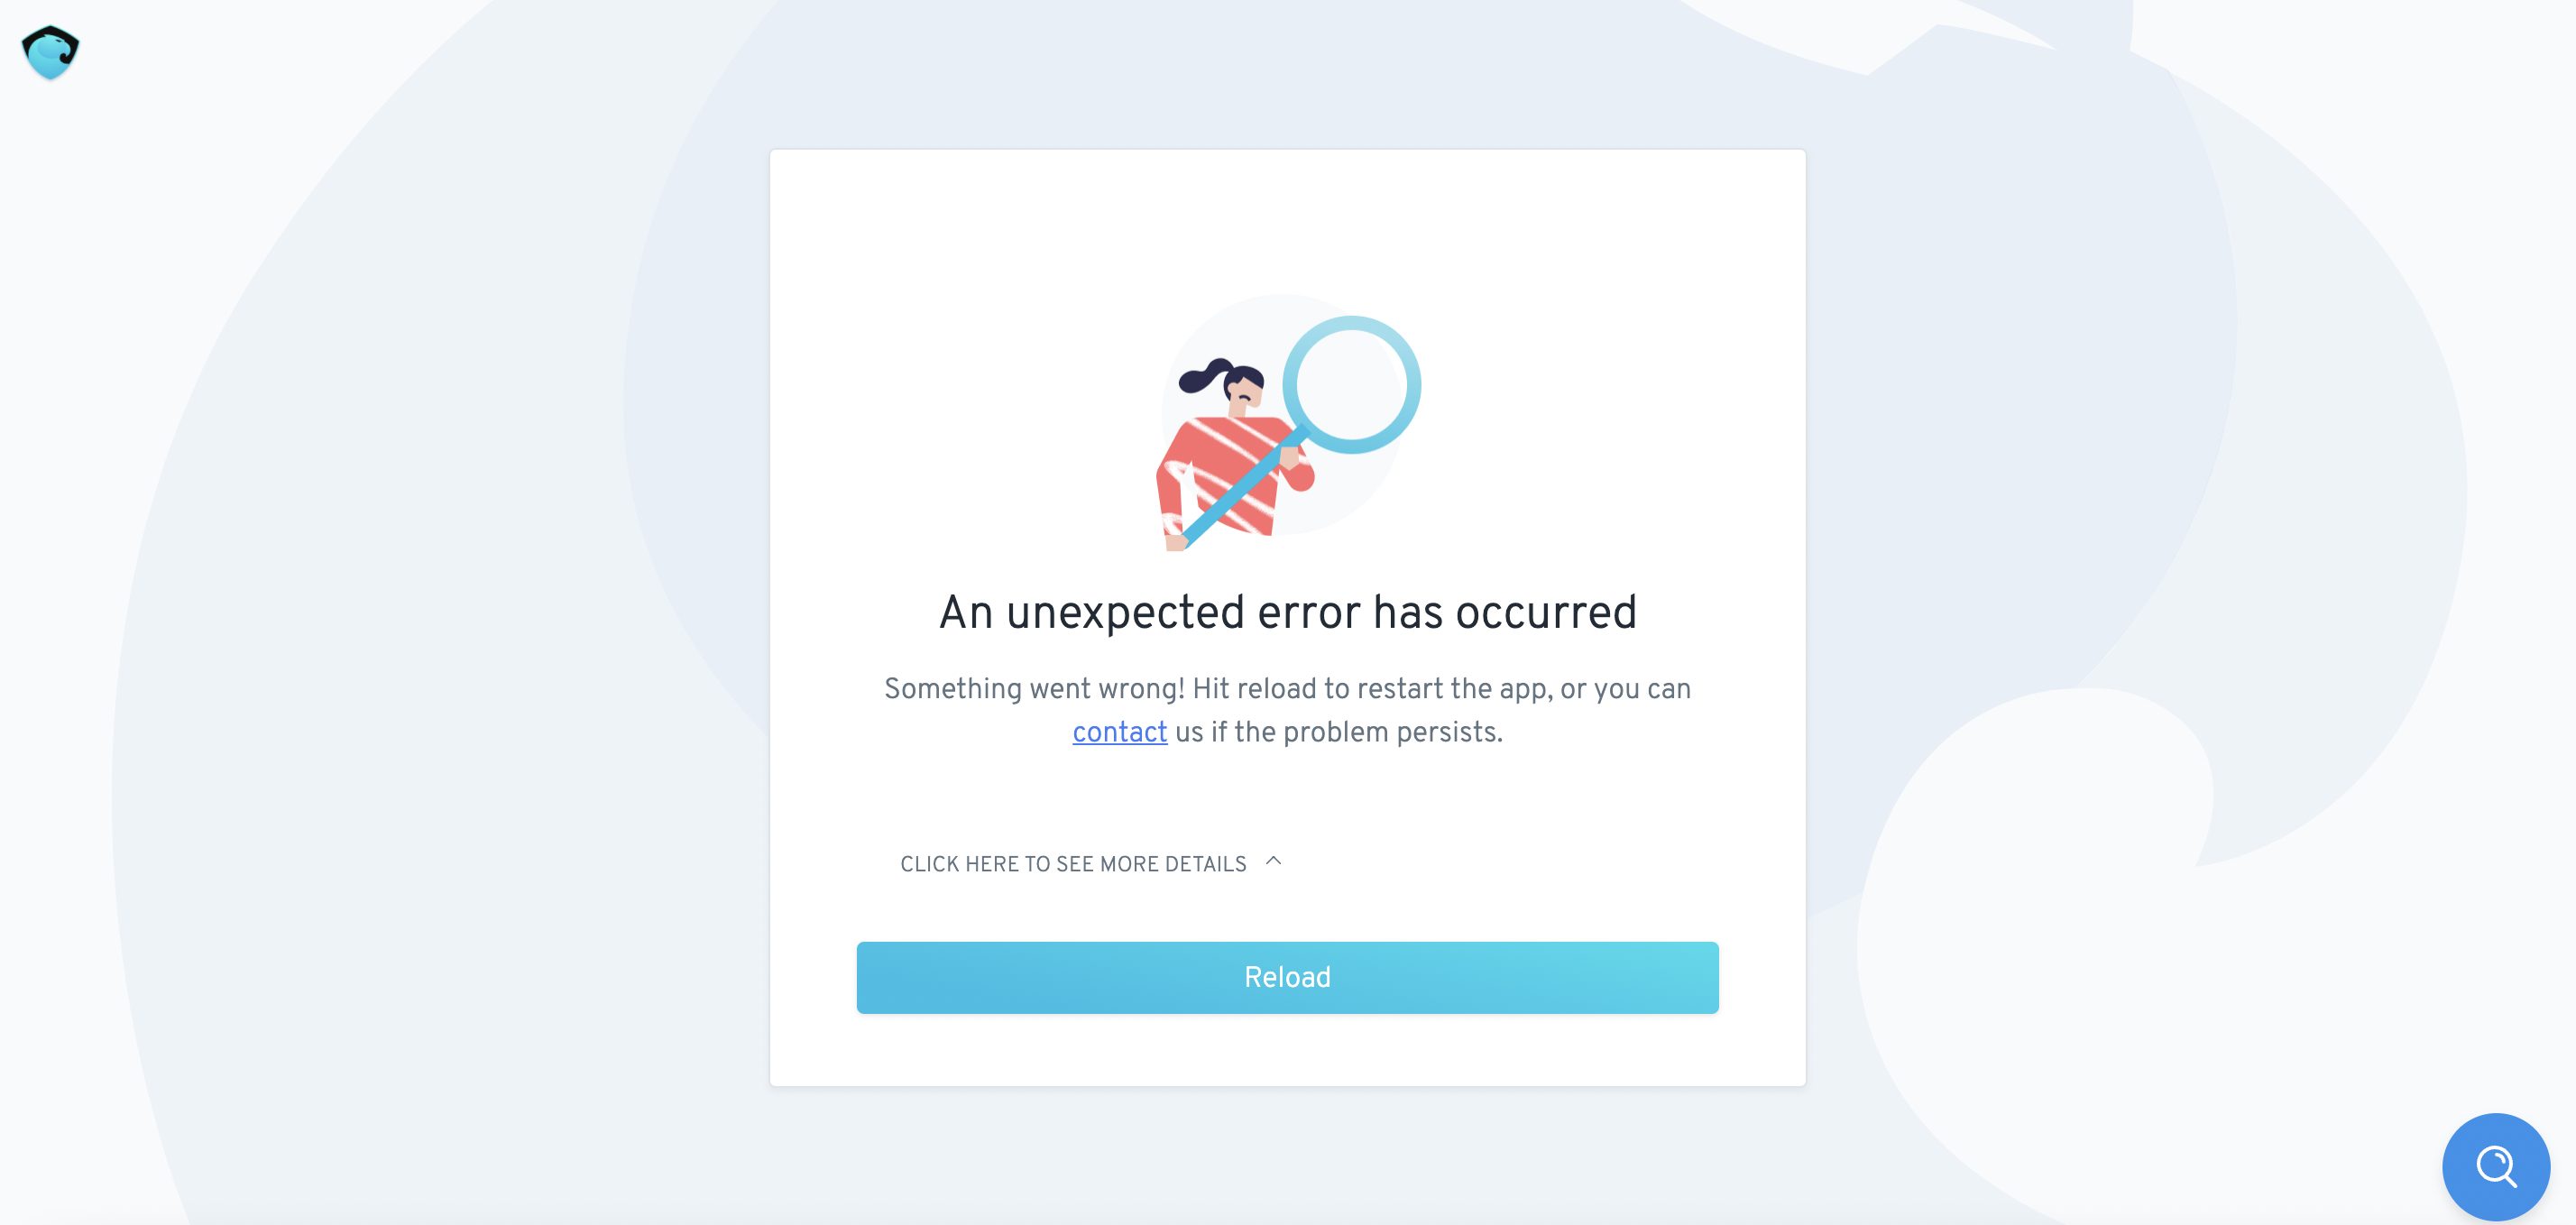 An unexpected error has occurred
Something went wrong! Hit reload to restart the app, or you can
contact us if the problem persists.
CLICK HERE TO SEE MORE DETAILS
Reload